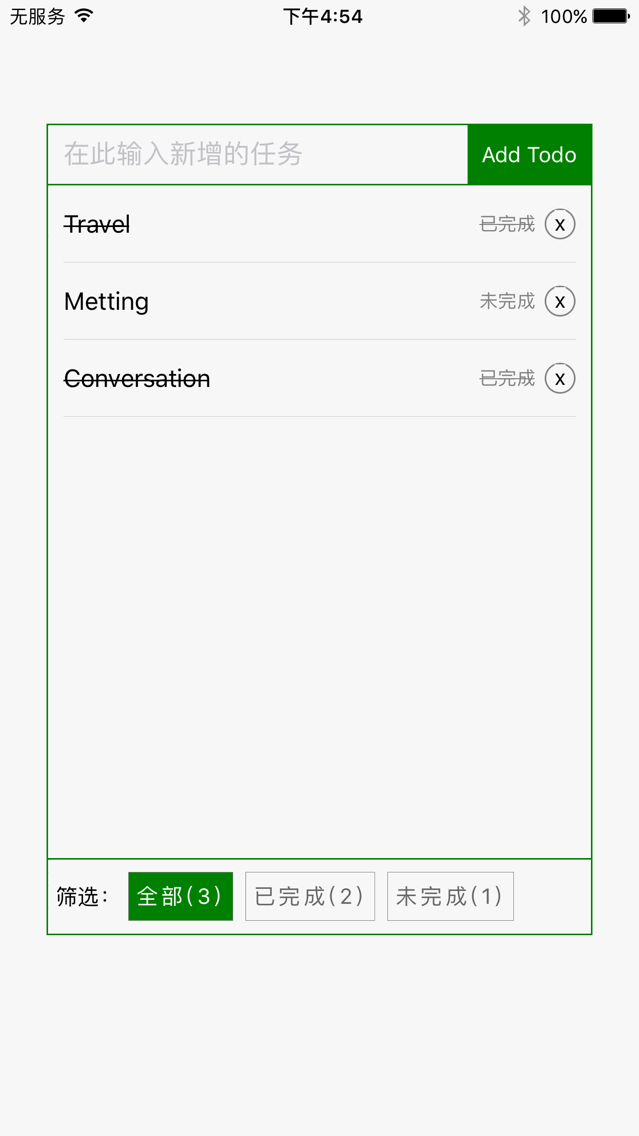 无服务 下午4:54 100%
在此输入新增的任务 Add Todo
Travel 已完成 x
Metting 未完成 x
Conversation 已完成 x
筛选: 全部(3) 已完成(2) 未完成(1)